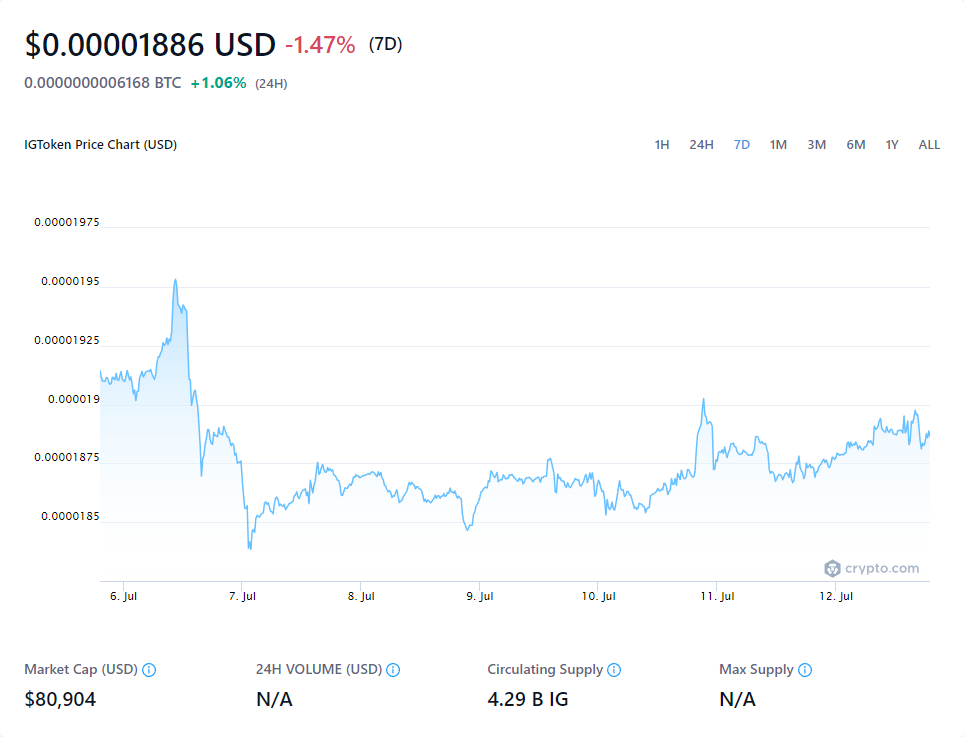 $0.00001886 USD -1.47% (7D)
0.0000000006168 BTC +1.06% (24H)
IGToken Price Chart (USD) 1H 24H 7D 1M 3M 6M 1Y ALL
0.00001975
0.0000195
0.00001925
0.000019
0.00001875
0.0000185
crypto.com
6. Jul 7. Jul 8. Jul 9. Jul 10. Jul 11. Jul 12. Jul
Market Cap (USD) 24H VOLUME (USD) Circulating Supply Max Supply
$80,904 N/A 4.29 B IG N/A